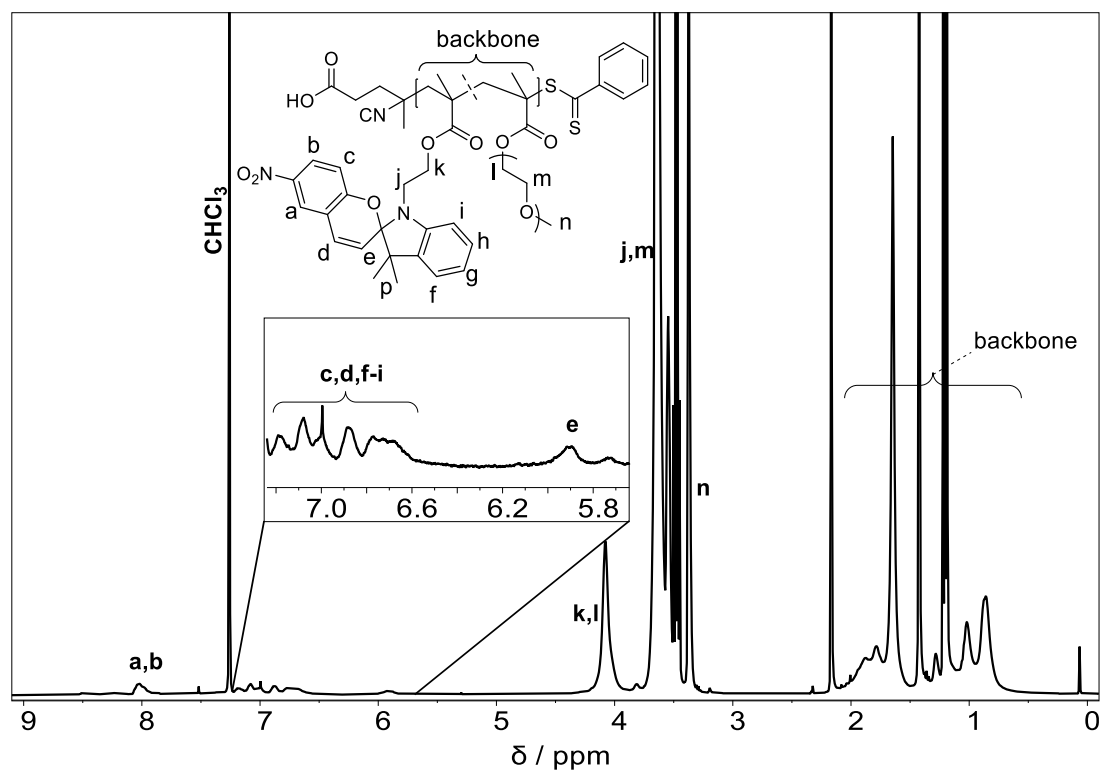 backbone
O
HO
CN
S
S
O
O
O
O
k
l
m
j
b
c
O₂N
O
N
i
O
n
a
d
e
h
p
g
f
CHCl₃
j,m
c,d,f-i
e
7.0 6.6 6.2 5.8
backbone
n
k,l
a,b
9 8 7 6 5 4 3 2 1 0
δ / ppm